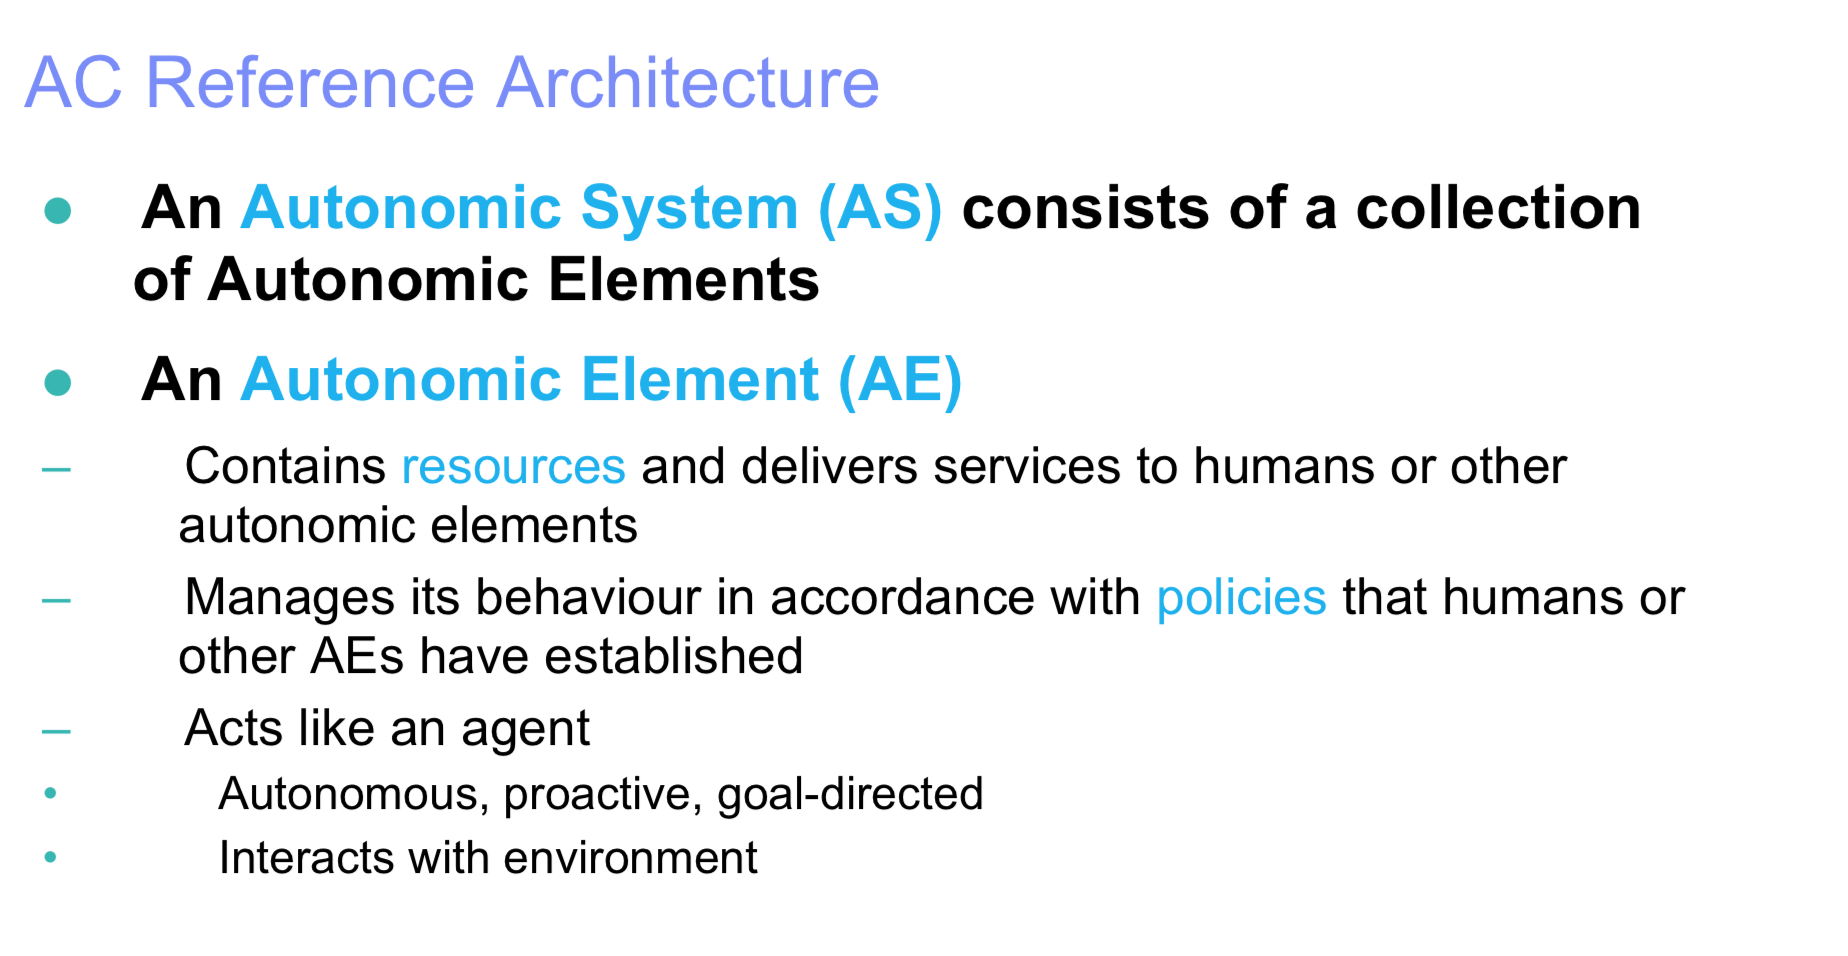 AC Reference Architecture
● An Autonomic System (AS) consists of a collection
of Autonomic Elements
● An Autonomic Element (AE)
– Contains resources and delivers services to humans or other
autonomic elements
– Manages its behaviour in accordance with policies that humans or
other AEs have established
– Acts like an agent
• Autonomous, proactive, goal-directed
• Interacts with environment